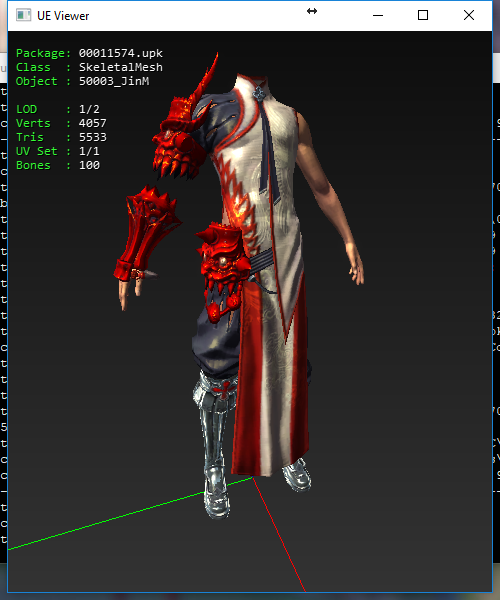 UE Viewer
Package: 00011574.upk
Class : SkeletalMesh
Object : 50003_JinM
LOD : 1/2
Verts : 4057
Tris : 5533
UV Set : 1/1
Bones : 100